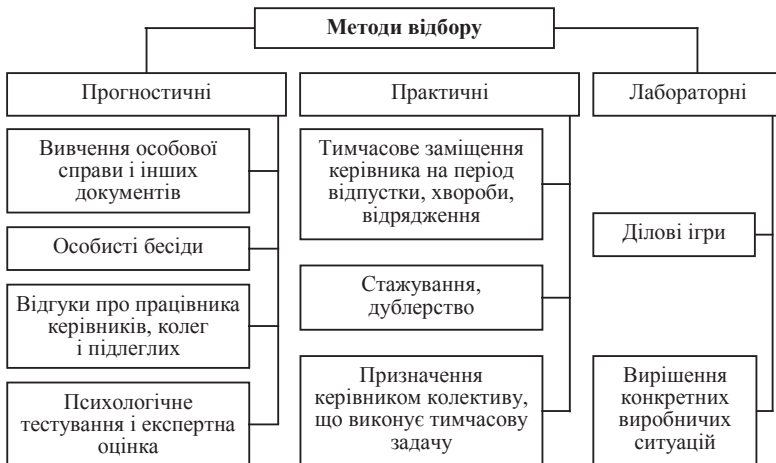 Методи відбору
Прогностичні
Вивчення особової
справи і інших
документів
Особисті бесіди
Відгуки про працівника
керівників, колег
і підлеглих
Психологічне
тестування і експертна
оцінка
Практичні
Тимчасове заміщення
керівника на період
відпустки, хвороби,
відрядження
Стажування,
дублерство
Призначення
керівником колективу,
що виконує тимчасову
задачу
Лабораторні
Ділові ігри
Вирішення
конкретних
виробничих
ситуацій